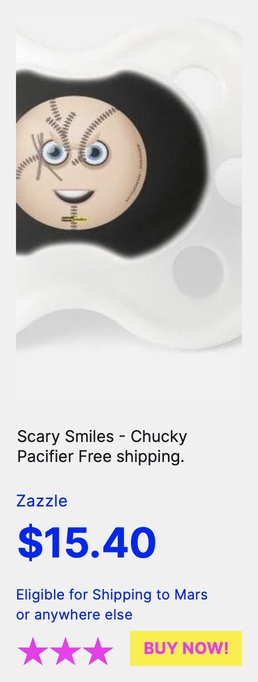 Scary Smiles - Chucky
Pacifier Free shipping.
Zazzle
$15.40
Eligible for Shipping to Mars
or anywhere else
BUY NOW!